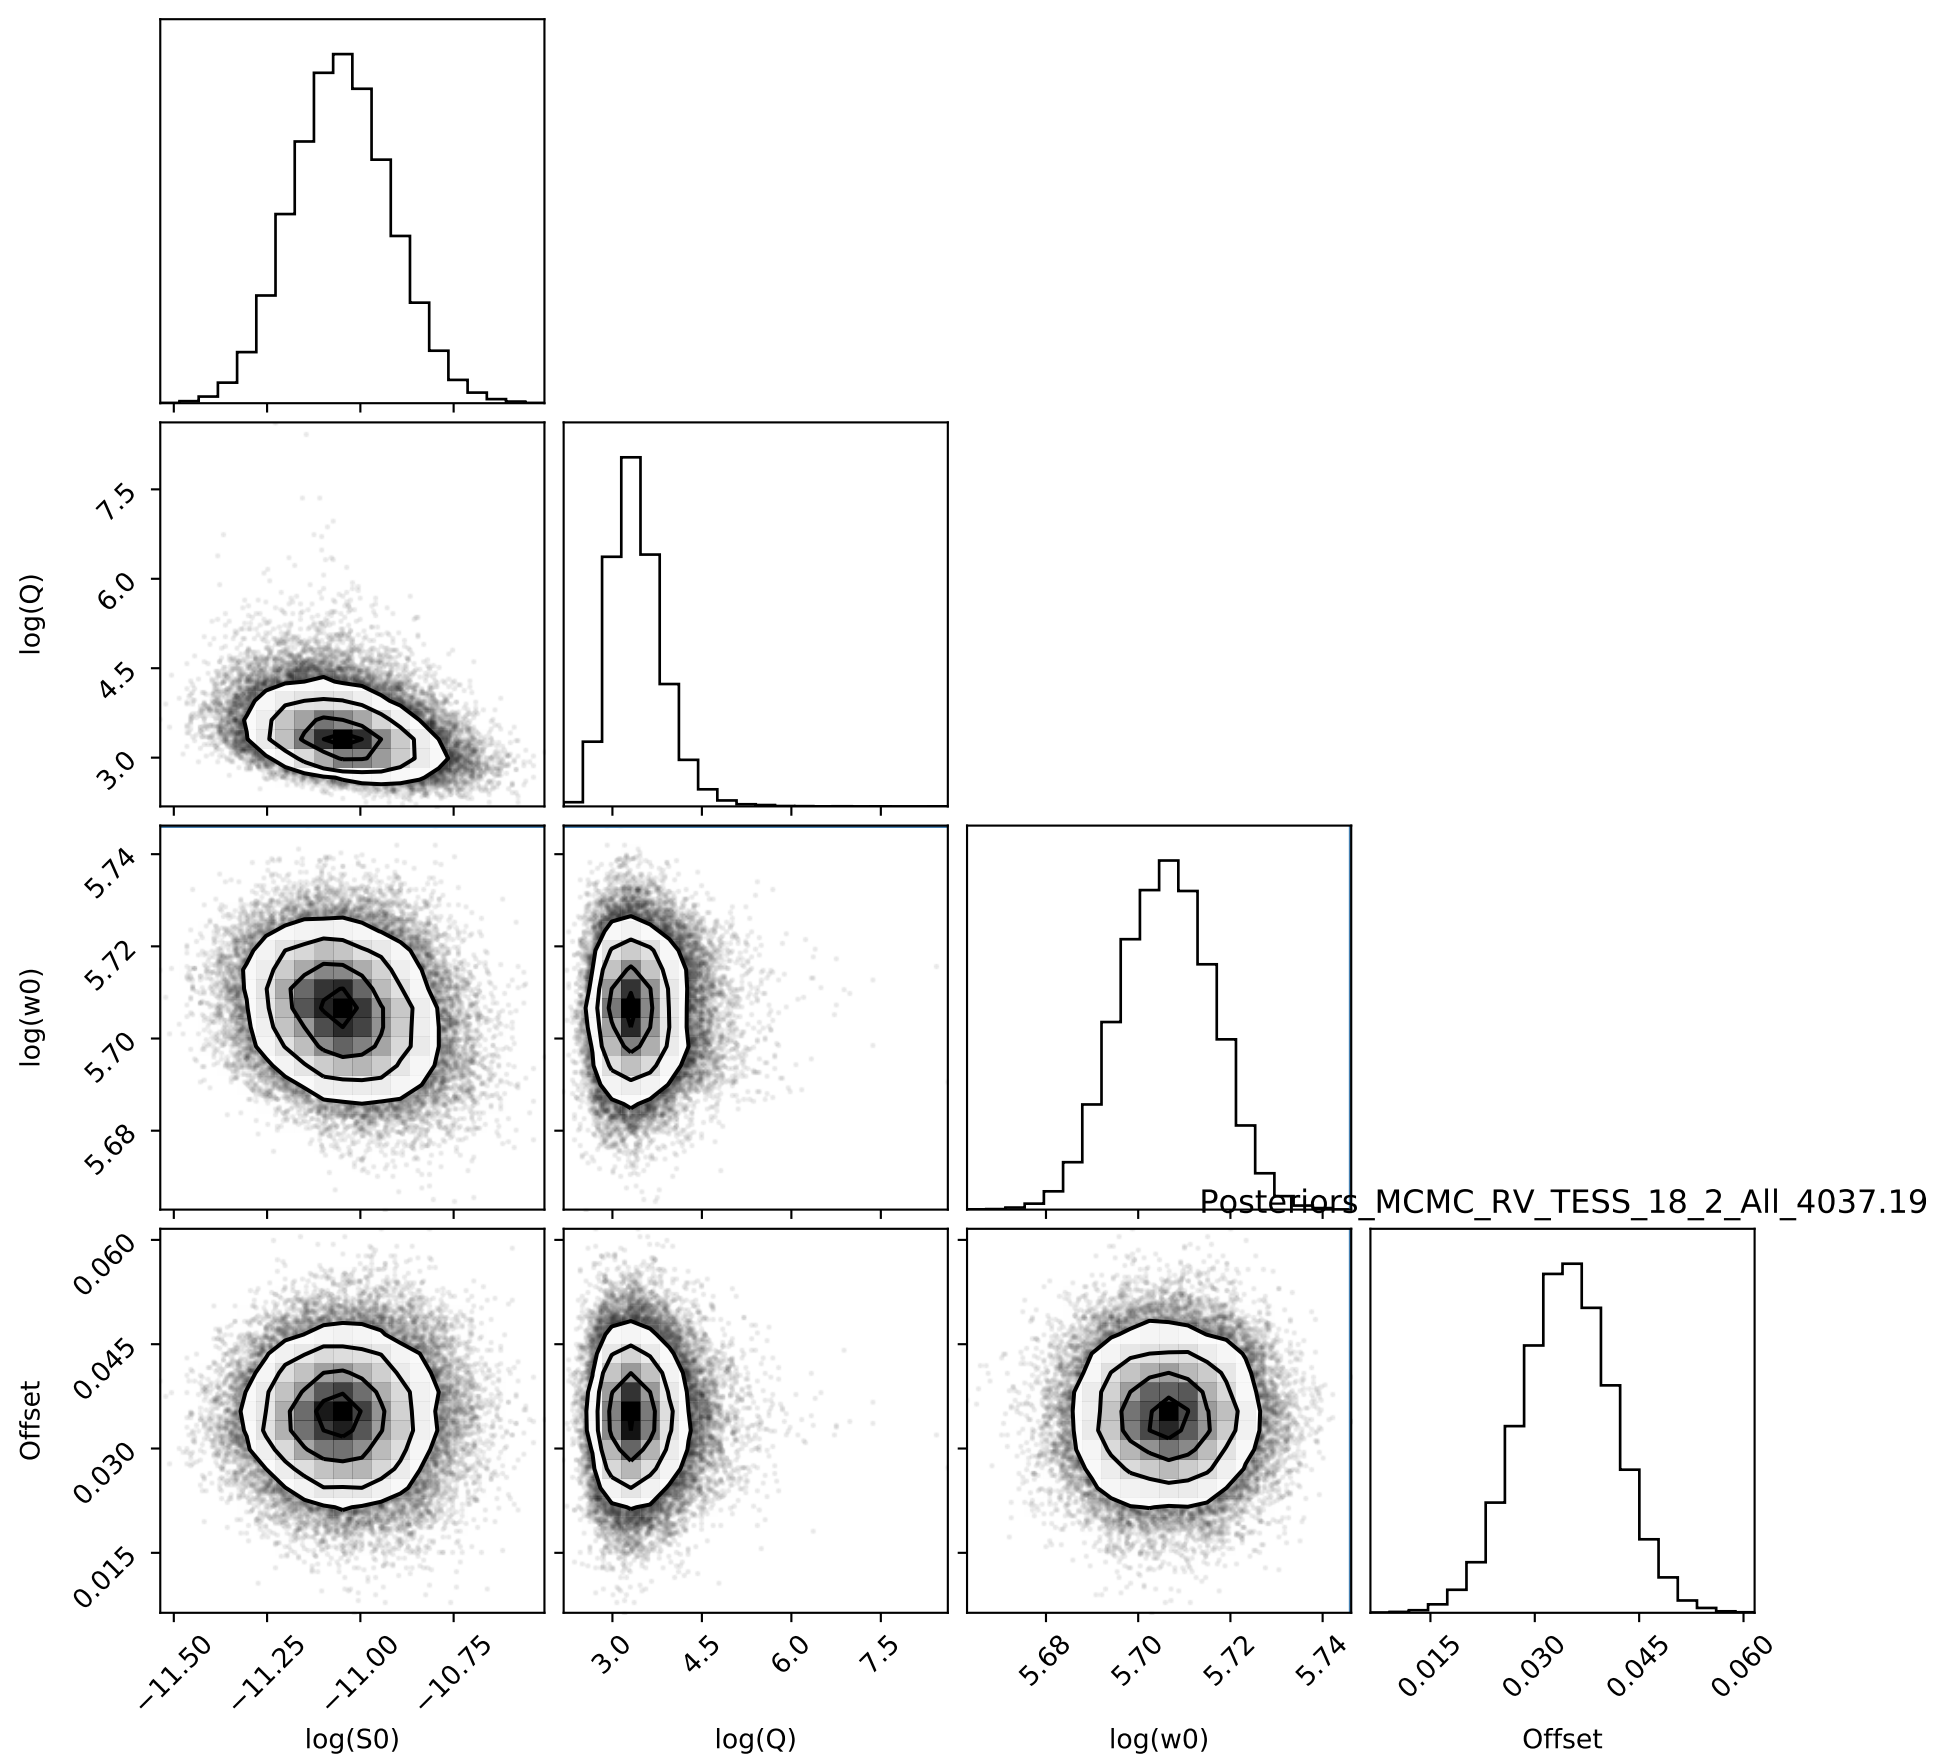 7.5
6.0
4.5
3.0
log(Q)
5.74
5.72
5.70
5.68
log(w0)
Posteriors_MCMC_RV_TESS_18_2_All_4037.19
0.060
0.045
0.030
0.015
Offset
−11.50 −11.25 −11.00 −10.75 3.0 4.5 6.0 7.5 5.68 5.70 5.72 5.74 0.015 0.030 0.045 0.060
log(S0) log(Q) log(w0) Offset